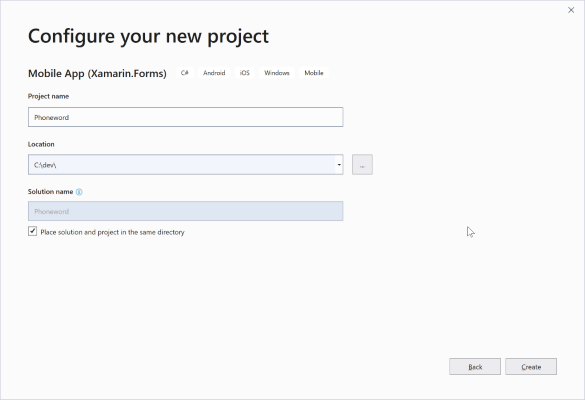 Configure your new project
Mobile App (Xamarin.Forms) C# Android iOS Windows Mobile
Project name
Phoneword
Location
C:\dev\
...
Solution name
Phoneword
Place solution and project in the same directory
Back Create